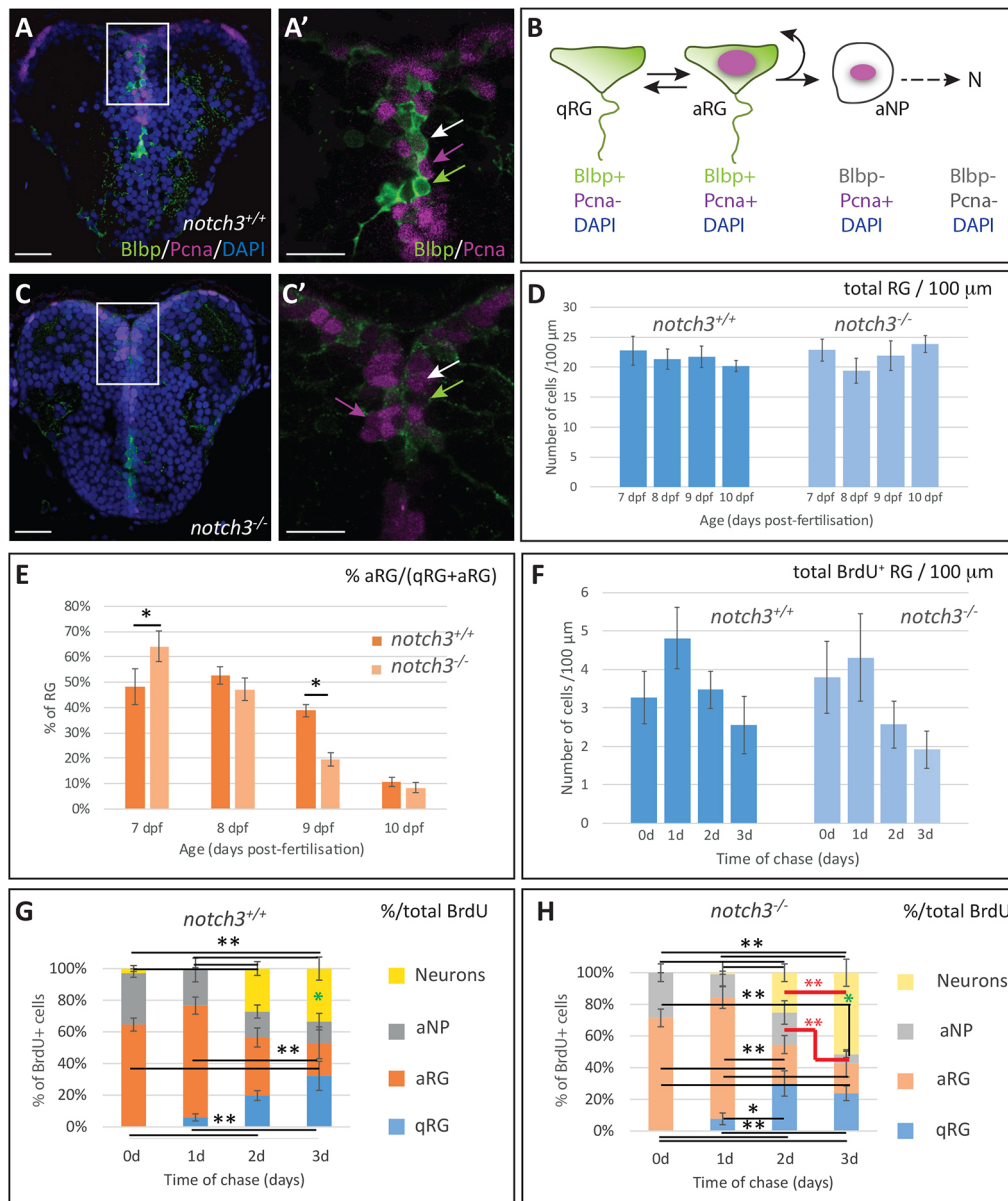 A
notch3+/+
Blbp/Pcna/DAPI
A'
Blbp/Pcna
B
qRG
aRG
aNP
N
Blbp+
Pcna-
DAPI
Blbp+
Pcna+
DAPI
Blbp-
Pcna+
DAPI
Blbp-
Pcna-
DAPI
C
notch3-/-
C'
D
total RG / 100 µm
notch3+/+
notch3-/-
Number of cells /100 µm
30
25
20
15
10
5
0
7 dpf 8 dpf 9 dpf 10 dpf
7 dpf 8 dpf 9 dpf 10 dpf
Age (days post-fertilisation)
E
% aRG/(qRG+aRG)
% of RG
80%
70%
60%
50%
40%
30%
20%
10%
0%
*
*
notch3+/+
notch3-/-
7 dpf 8 dpf 9 dpf 10 dpf
Age (days post-fertilisation)
F
total BrdU+ RG / 100 µm
notch3+/+
notch3-/-
Number of cells /100 µm
6
5
4
3
2
1
0
0d 1d 2d 3d
0d 1d 2d 3d
Time of chase (days)
G
notch3+/+
%/total BrdU
% of BrdU+ cells
100%
80%
60%
40%
20%
0%
**
*
**
**
Neurons
aNP
aRG
qRG
0d 1d 2d 3d
Time of chase (days)
H
notch3-/-
%/total BrdU
% of BrdU+ cells
100%
80%
60%
40%
20%
0%
**
**
*
**
**
**
*
**
Neurons
aNP
aRG
qRG
0d 1d 2d 3d
Time of chase (days)